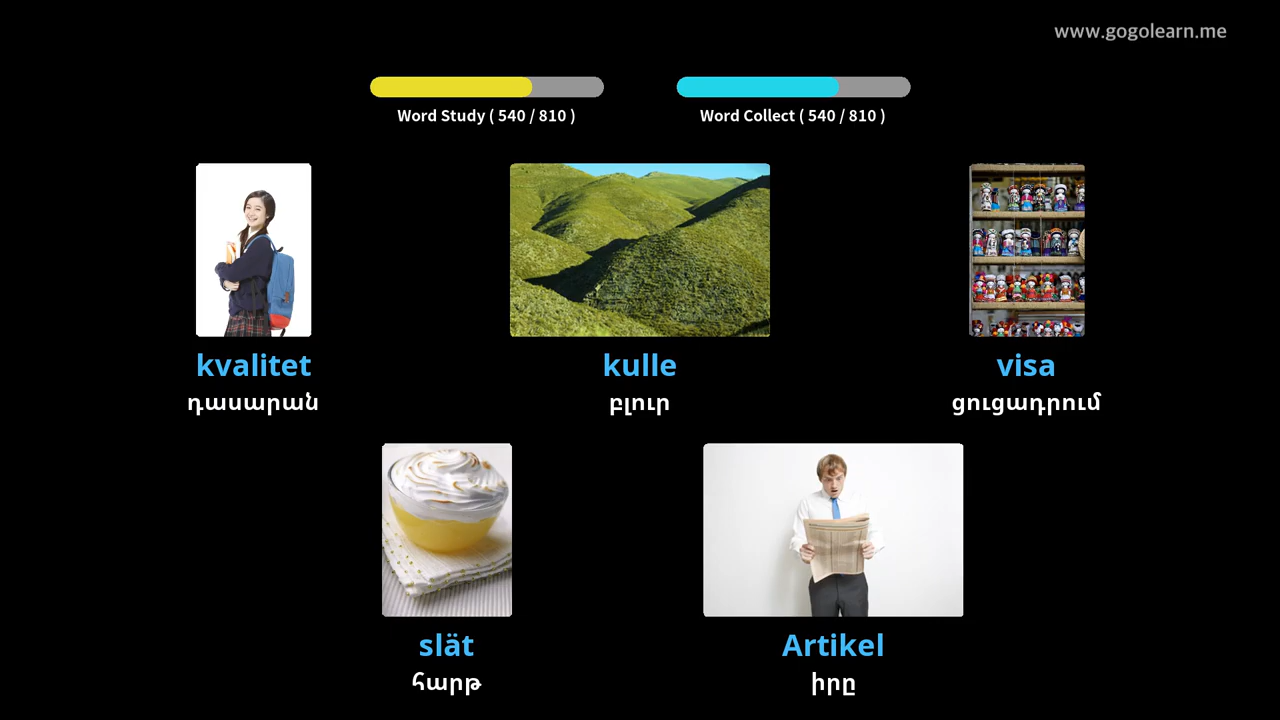 www.gogolearn.me
Word Study ( 540 / 810 )
Word Collect ( 540 / 810 )
kvalitet
դասարան
kulle
բլուր
visa
ցուցադրում
slät
հարթ
Artikel
իրը